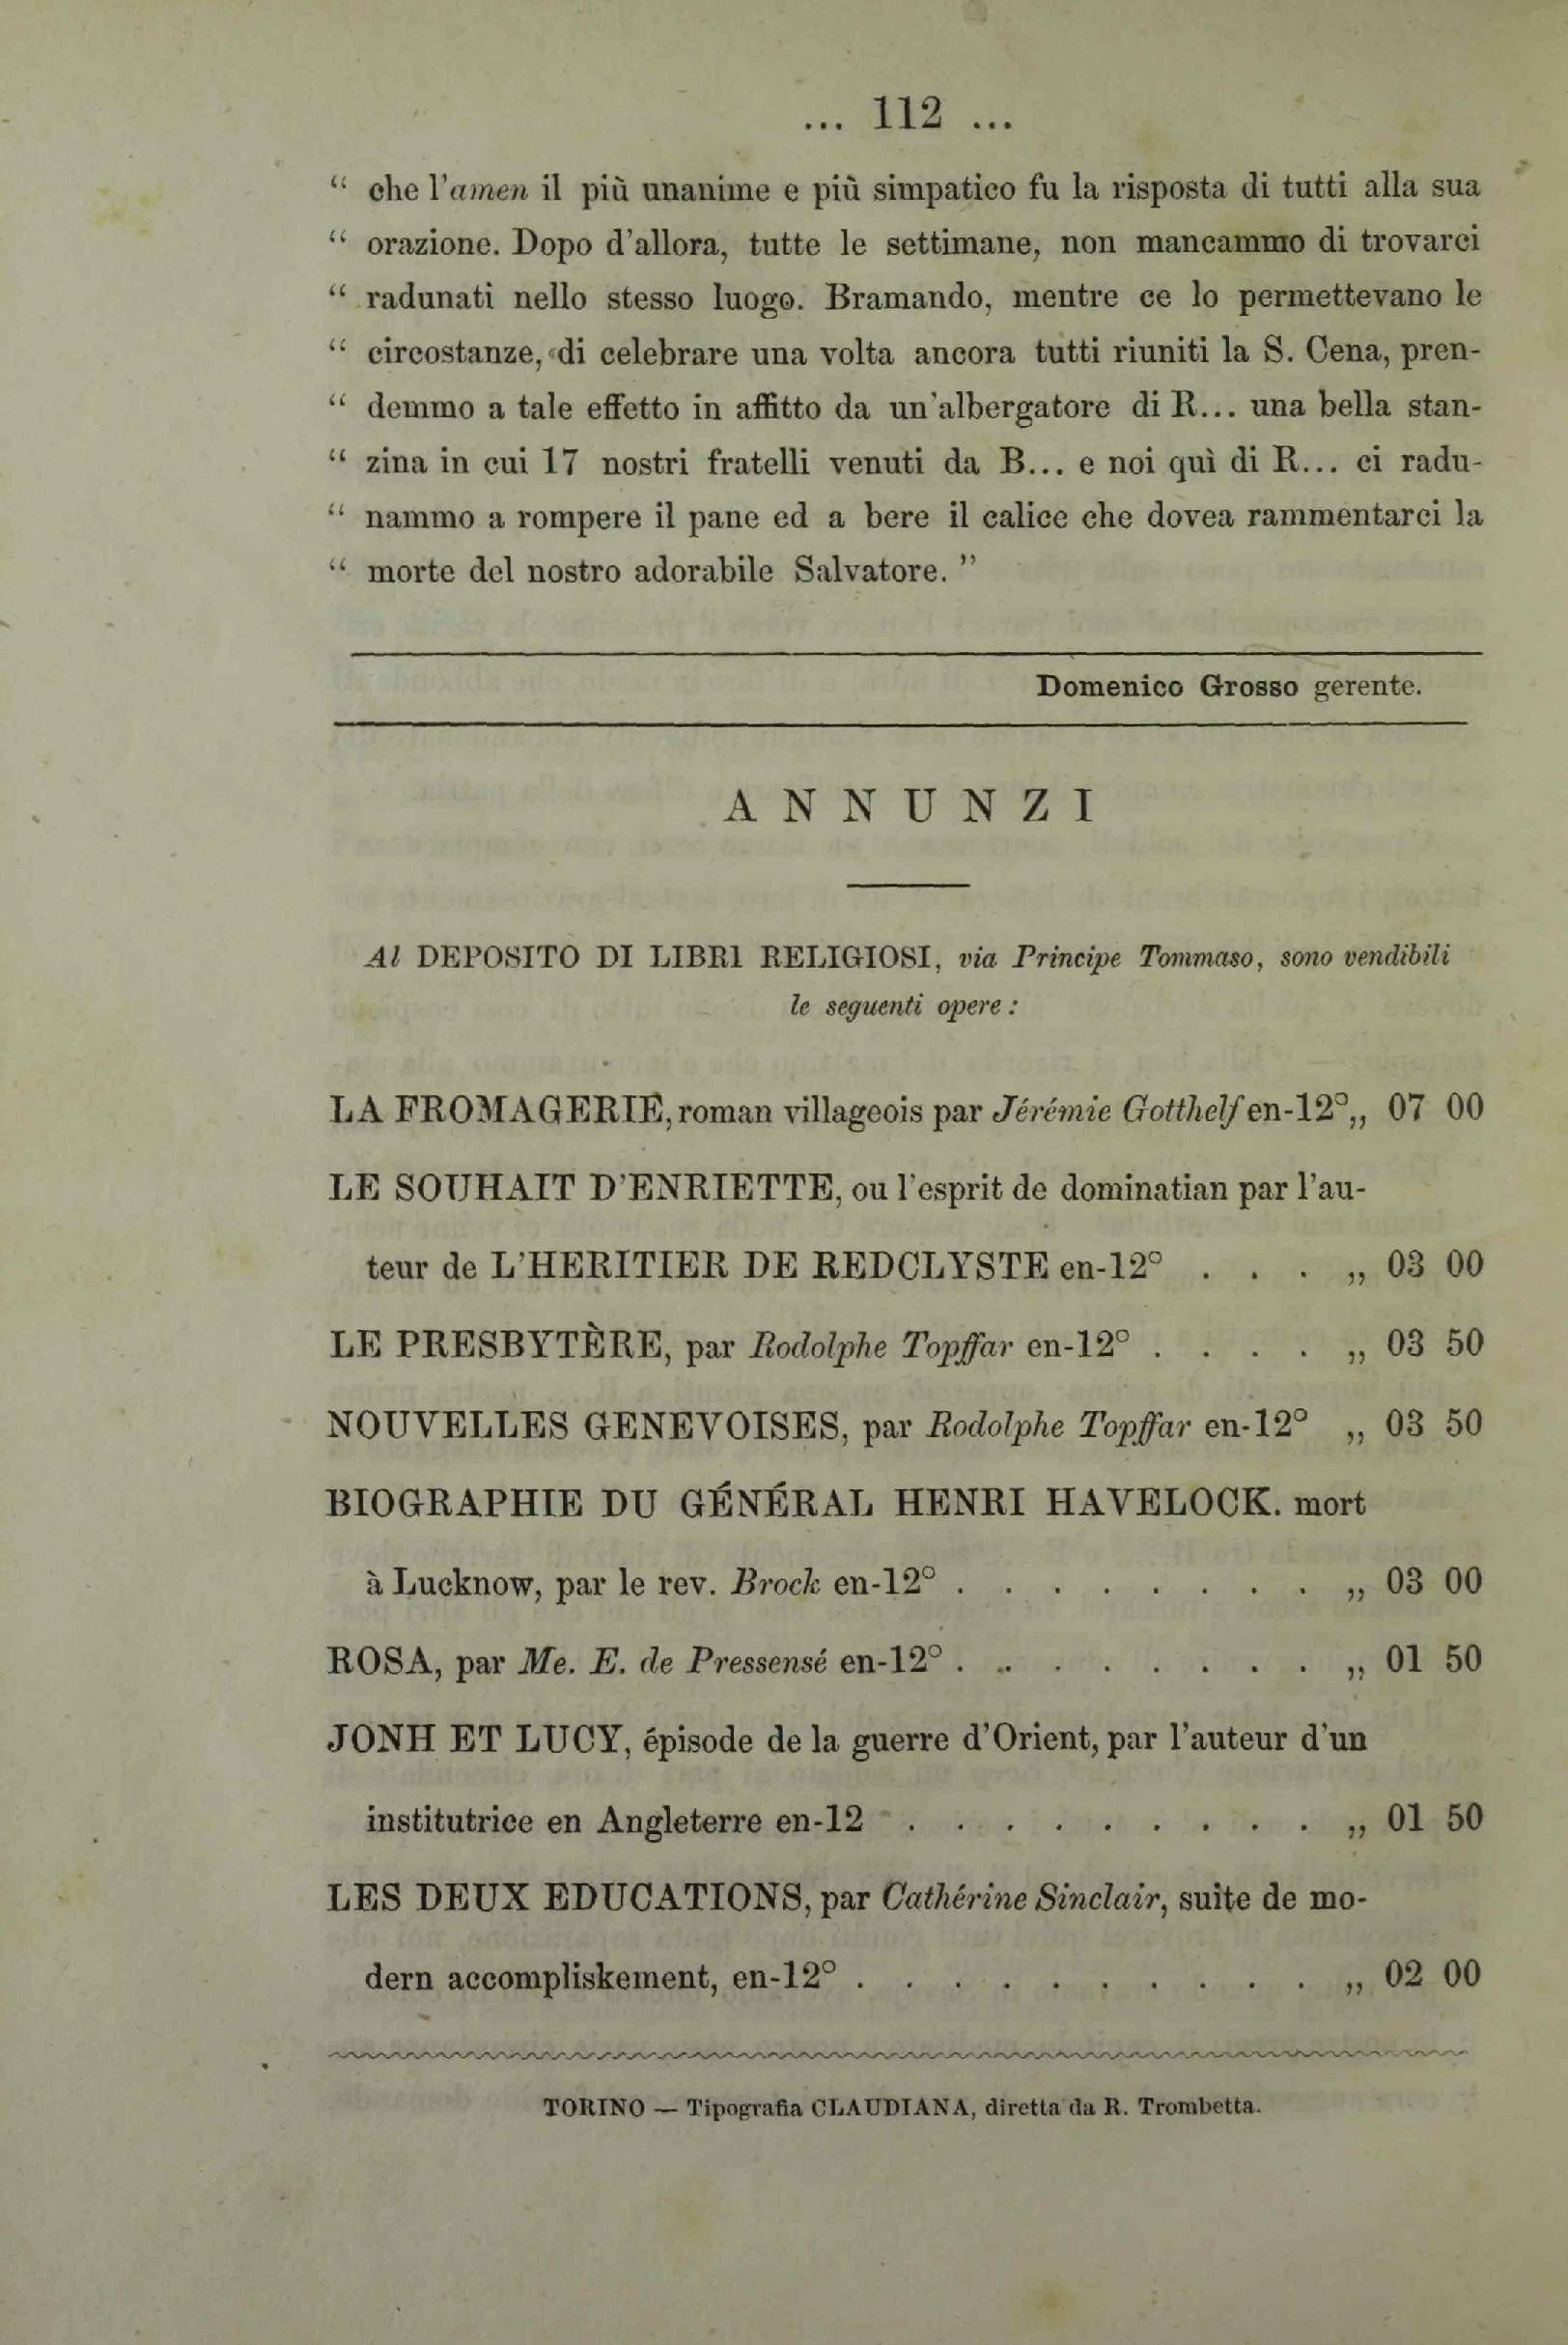 ... 112 ...
“ che l'amen il più unanime e più simpatico fu la risposta di tutti alla sua
“ orazione. Dopo d'allora, tutte le settimane, non mancammo di trovarci
“ radunati nello stesso luogo. Bramando, mentre ce lo permettevano le
“ circostanze, di celebrare una volta ancora tutti riuniti la S. Cena, pren-
“ demmo a tale effetto in affitto da un'albergatore di R... una bella stan-
“ zina in cui 17 nostri fratelli venuti da B... e noi quì di R... ci radu-
“ nammo a rompere il pane ed a bere il calice che dovea rammentarci la
“ morte del nostro adorabile Salvatore. ”
Domenico Grosso gerente.
ANNUNZI
Al DEPOSITO DI LIBR1 RELIGIOSI, via Principe Tommaso, sono vendibili
le seguenti opere :
LA FROMAGERIE, roman villageois par Jérémie Gotthelf en-12° „ 07 00
LE SOUHAIT D'ENRIETTE, ou l'esprit de dominatian par l'au-
teur de L'HERITIER DE REDCLYSTE en-12° . . . „ 03 00
LE PRESBYTÈRE, par Rodolphe Topffar en-12° . . . . „ 03 50
NOUVELLES GENEVOISES, par Rodolphe Topffar en-12° „ 03 50
BIOGRAPHIE DU GÉNÉRAL HENRI HAVELOCK. mort
à Lucknow, par le rev. Brock en-12° . . . . . . . . „ 03 00
ROSA, par Me. E. de Pressensé en-12° . . . . . . . . „ 01 50
JONH ET LUCY, épisode de la guerre d'Orient, par l'auteur d'un
institutrice en Angleterre en-12 . . . . . . . . . „ 01 50
LES DEUX EDUCATIONS, par Cathérine Sinclair, suite de mo-
dern accompliskement, en-12° . . . . . . . . . . „ 02 00
TORINO — Tipografia CLAUDIANA, diretta da R. Trombetta.